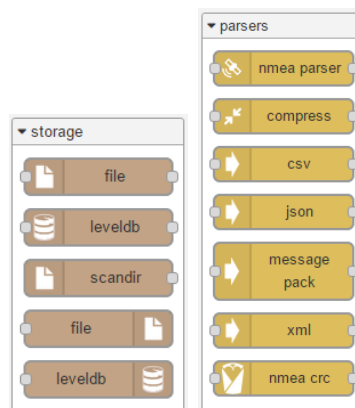 storage
file
leveldb
scandir
file
leveldb
parsers
nmea parser
compress
csv
json
message
pack
xml
nmea crc